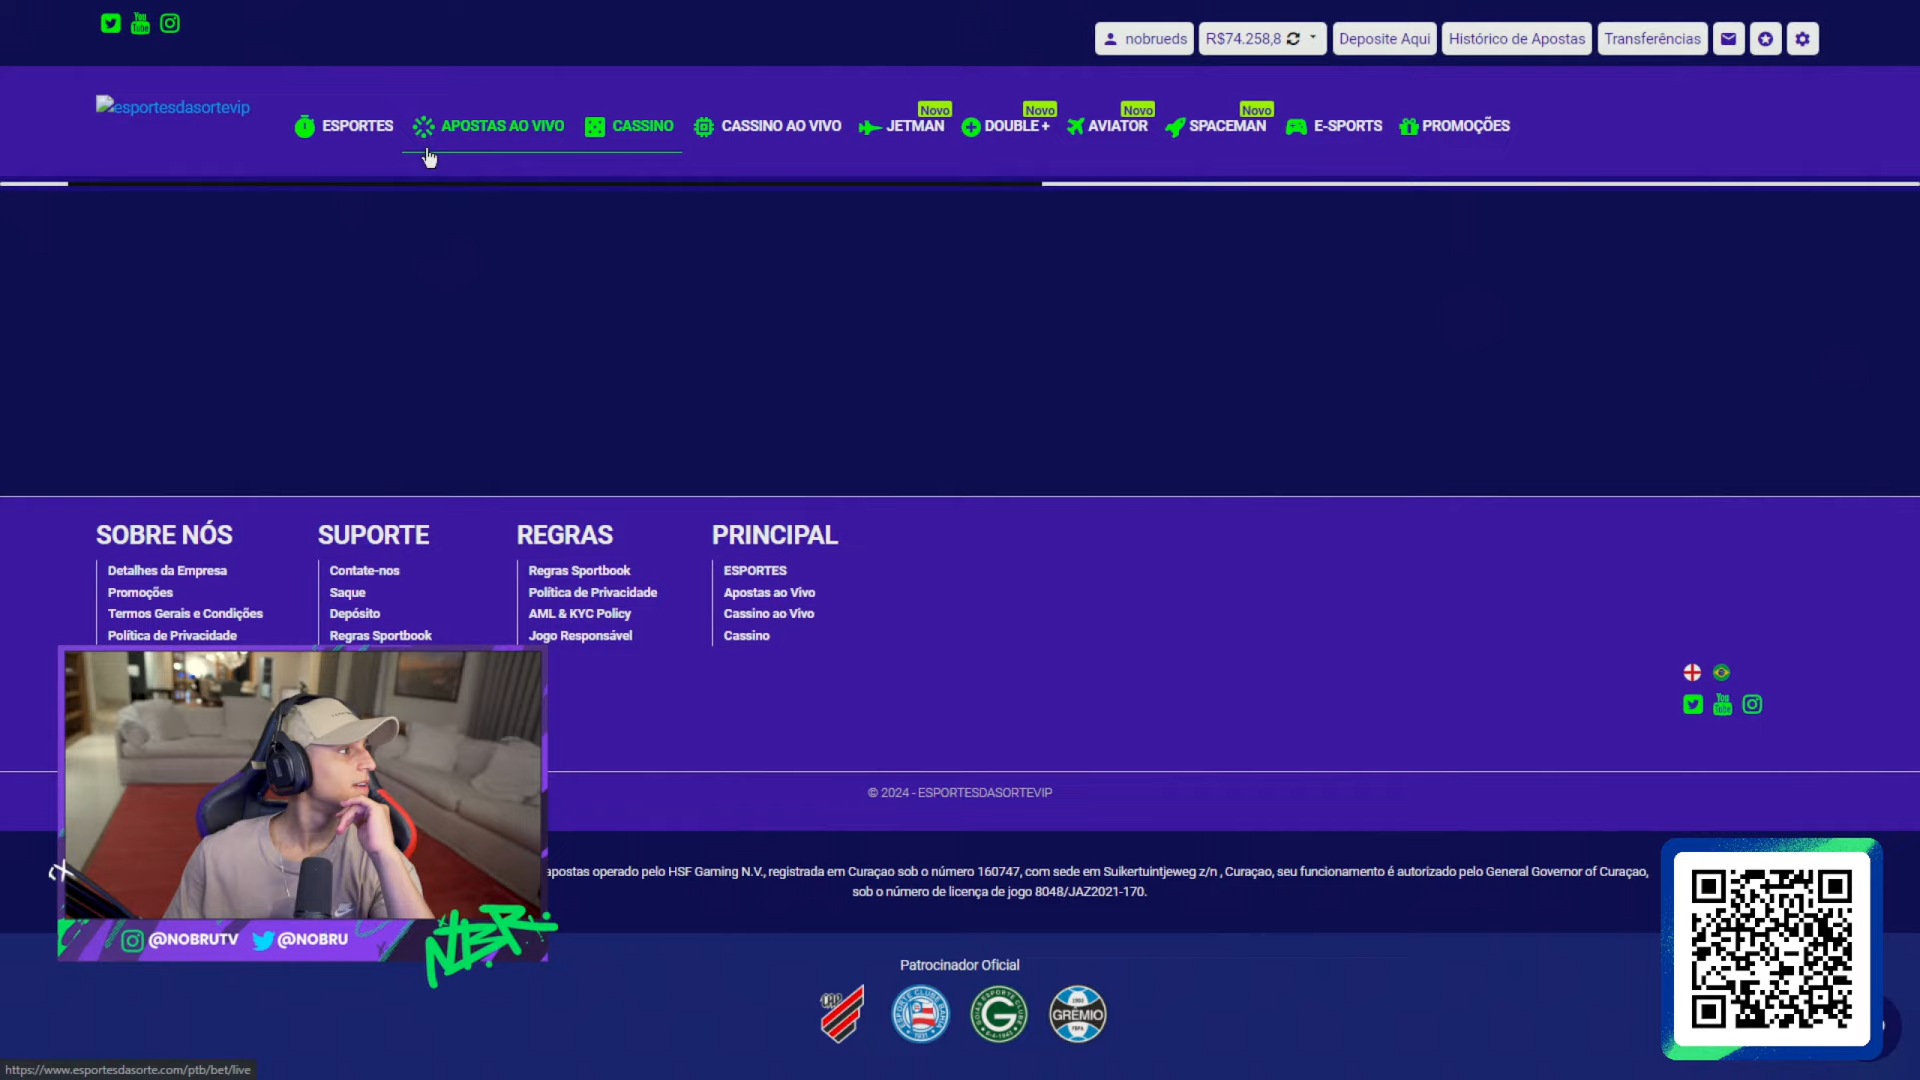 nobrueds
R$74.258,8
Deposite Aqui
Histórico de Apostas
Transferências
esportesdasortevip
ESPORTES
APOSTAS AO VIVO
CASSINO
CASSINO AO VIVO
Novo
JETMAN
Novo
DOUBLE +
Novo
AVIATOR
Novo
SPACEMAN
E-SPORTS
PROMOÇÕES
SOBRE NÓS
Detalhes da Empresa
Promoções
Termos Gerais e Condições
Política de Privacidade
SUPORTE
Contate-nos
Saque
Depósito
Regras Sportbook
REGRAS
Regras Sportbook
Política de Privacidade
AML & KYC Policy
Jogo Responsável
PRINCIPAL
ESPORTES
Apostas ao Vivo
Cassino ao Vivo
Cassino
You Tube
© 2024 - ESPORTESDASORTEVIP
apostas operado pelo HSF Gaming N.V., registrada em Curaçao sob o número 160747, com sede em Suikertuintjeweg z/n , Curaçao, seu funcionamento é autorizado pelo General Governor of Curaçao,
sob o número de licença de jogo 8048/JAZ2021-170.
@NOBRUTV
@NOBRU
NBR
Patrocinador Oficial
CAP
GRÊMIO
https://www.esportesdasorte.com/ptb/bet/live